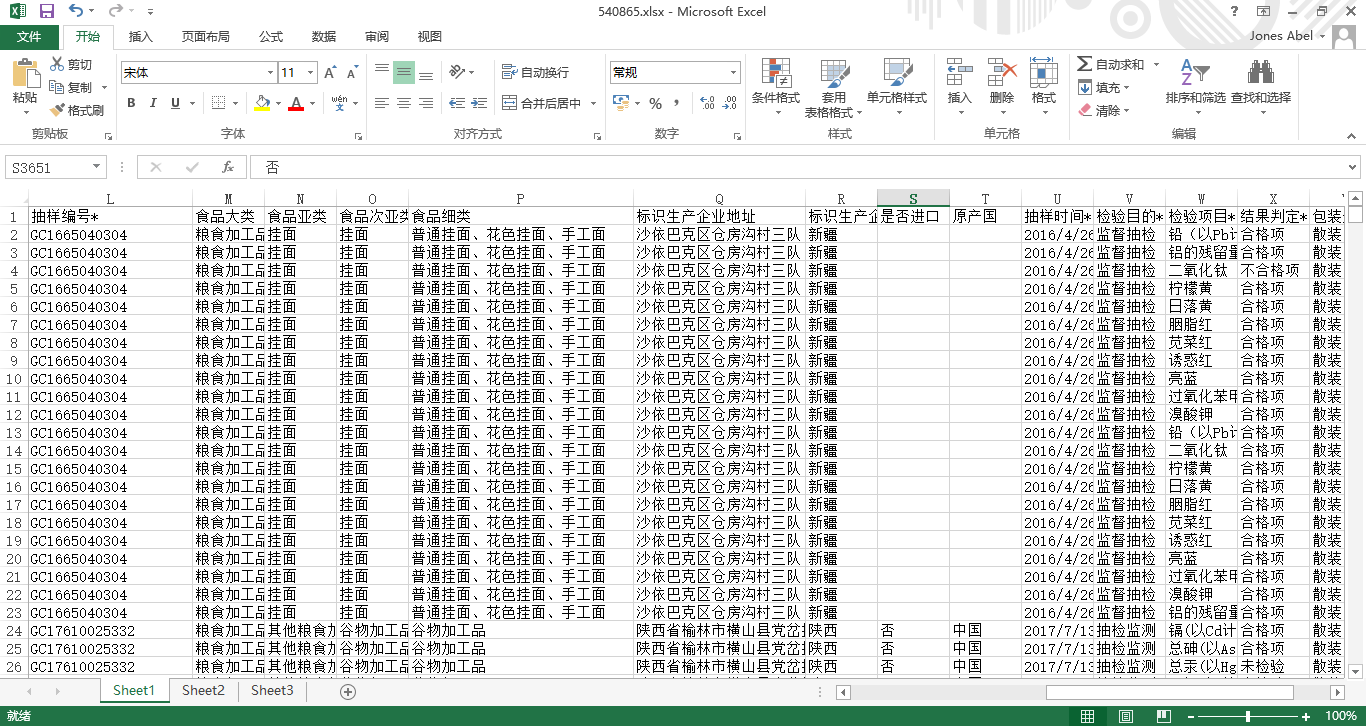 540865.xlsx - Microsoft Excel
?
文件 开始 插入 页面布局 公式 数据 审阅 视图 Jones Abel
粘贴 剪切 复制 格式刷 剪贴板
宋体 11 B I U A 字体
自动换行 合并后居中 对齐方式
常规 % 数字
条件格式 套用表格格式 单元格样式 样式
插入 删除 格式 单元格
自动求和 填充 清除 排序和筛选 查找和选择 编辑
S3651 fx 否
L M N O P Q R S T U V W X
1 抽样编号* 食品大类 食品亚类 食品次亚类 食品细类 标识生产企业地址 标识生产企 是否进口 原产国 抽样时间* 检验目的* 检验项目* 结果判定* 包装
2 GC1665040304 粮食加工品 挂面 挂面 普通挂面、花色挂面、手工面 沙依巴克区仓房沟村三队 新疆 2016/4/26 监督抽检 铅（以Pb计 合格项 散装
3 GC1665040304 粮食加工品 挂面 挂面 普通挂面、花色挂面、手工面 沙依巴克区仓房沟村三队 新疆 2016/4/26 监督抽检 铝的残留量 合格项 散装
4 GC1665040304 粮食加工品 挂面 挂面 普通挂面、花色挂面、手工面 沙依巴克区仓房沟村三队 新疆 2016/4/26 监督抽检 二氧化钛 不合格项 散装
5 GC1665040304 粮食加工品 挂面 挂面 普通挂面、花色挂面、手工面 沙依巴克区仓房沟村三队 新疆 2016/4/26 监督抽检 柠檬黄 合格项 散装
6 GC1665040304 粮食加工品 挂面 挂面 普通挂面、花色挂面、手工面 沙依巴克区仓房沟村三队 新疆 2016/4/26 监督抽检 日落黄 合格项 散装
7 GC1665040304 粮食加工品 挂面 挂面 普通挂面、花色挂面、手工面 沙依巴克区仓房沟村三队 新疆 2016/4/26 监督抽检 胭脂红 合格项 散装
8 GC1665040304 粮食加工品 挂面 挂面 普通挂面、花色挂面、手工面 沙依巴克区仓房沟村三队 新疆 2016/4/26 监督抽检 苋菜红 合格项 散装
9 GC1665040304 粮食加工品 挂面 挂面 普通挂面、花色挂面、手工面 沙依巴克区仓房沟村三队 新疆 2016/4/26 监督抽检 诱惑红 合格项 散装
10 GC1665040304 粮食加工品 挂面 挂面 普通挂面、花色挂面、手工面 沙依巴克区仓房沟村三队 新疆 2016/4/26 监督抽检 亮蓝 合格项 散装
11 GC1665040304 粮食加工品 挂面 挂面 普通挂面、花色挂面、手工面 沙依巴克区仓房沟村三队 新疆 2016/4/26 监督抽检 过氧化苯甲 合格项 散装
12 GC1665040304 粮食加工品 挂面 挂面 普通挂面、花色挂面、手工面 沙依巴克区仓房沟村三队 新疆 2016/4/26 监督抽检 溴酸钾 合格项 散装
13 GC1665040304 粮食加工品 挂面 挂面 普通挂面、花色挂面、手工面 沙依巴克区仓房沟村三队 新疆 2016/4/26 监督抽检 铅（以Pb计 合格项 散装
14 GC1665040304 粮食加工品 挂面 挂面 普通挂面、花色挂面、手工面 沙依巴克区仓房沟村三队 新疆 2016/4/26 监督抽检 二氧化钛 合格项 散装
15 GC1665040304 粮食加工品 挂面 挂面 普通挂面、花色挂面、手工面 沙依巴克区仓房沟村三队 新疆 2016/4/26 监督抽检 柠檬黄 合格项 散装
16 GC1665040304 粮食加工品 挂面 挂面 普通挂面、花色挂面、手工面 沙依巴克区仓房沟村三队 新疆 2016/4/26 监督抽检 日落黄 合格项 散装
17 GC1665040304 粮食加工品 挂面 挂面 普通挂面、花色挂面、手工面 沙依巴克区仓房沟村三队 新疆 2016/4/26 监督抽检 胭脂红 合格项 散装
18 GC1665040304 粮食加工品 挂面 挂面 普通挂面、花色挂面、手工面 沙依巴克区仓房沟村三队 新疆 2016/4/26 监督抽检 苋菜红 合格项 散装
19 GC1665040304 粮食加工品 挂面 挂面 普通挂面、花色挂面、手工面 沙依巴克区仓房沟村三队 新疆 2016/4/26 监督抽检 诱惑红 合格项 散装
20 GC1665040304 粮食加工品 挂面 挂面 普通挂面、花色挂面、手工面 沙依巴克区仓房沟村三队 新疆 2016/4/26 监督抽检 亮蓝 合格项 散装
21 GC1665040304 粮食加工品 挂面 挂面 普通挂面、花色挂面、手工面 沙依巴克区仓房沟村三队 新疆 2016/4/26 监督抽检 过氧化苯甲 合格项 散装
22 GC1665040304 粮食加工品 挂面 挂面 普通挂面、花色挂面、手工面 沙依巴克区仓房沟村三队 新疆 2016/4/26 监督抽检 溴酸钾 合格项 散装
23 GC1665040304 粮食加工品 挂面 挂面 普通挂面、花色挂面、手工面 沙依巴克区仓房沟村三队 新疆 2016/4/26 监督抽检 铝的残留量 合格项 散装
24 GC17610025332 粮食加工品 其他粮食加 谷物加工品 谷物加工品 陕西省榆林市横山县党岔 陕西 否 中国 2017/7/13 抽检监测 镉(以Cd计 合格项 散装
25 GC17610025332 粮食加工品 其他粮食加 谷物加工品 谷物加工品 陕西省榆林市横山县党岔 陕西 否 中国 2017/7/13 抽检监测 总砷(以As 合格项 散装
26 GC17610025332 粮食加工品 其他粮食加 谷物加工品 谷物加工品 陕西省榆林市横山县党岔 陕西 否 中国 2017/7/13 抽检监测 总汞(以Hg 未检验 散装
Sheet1 Sheet2 Sheet3
就绪 100%